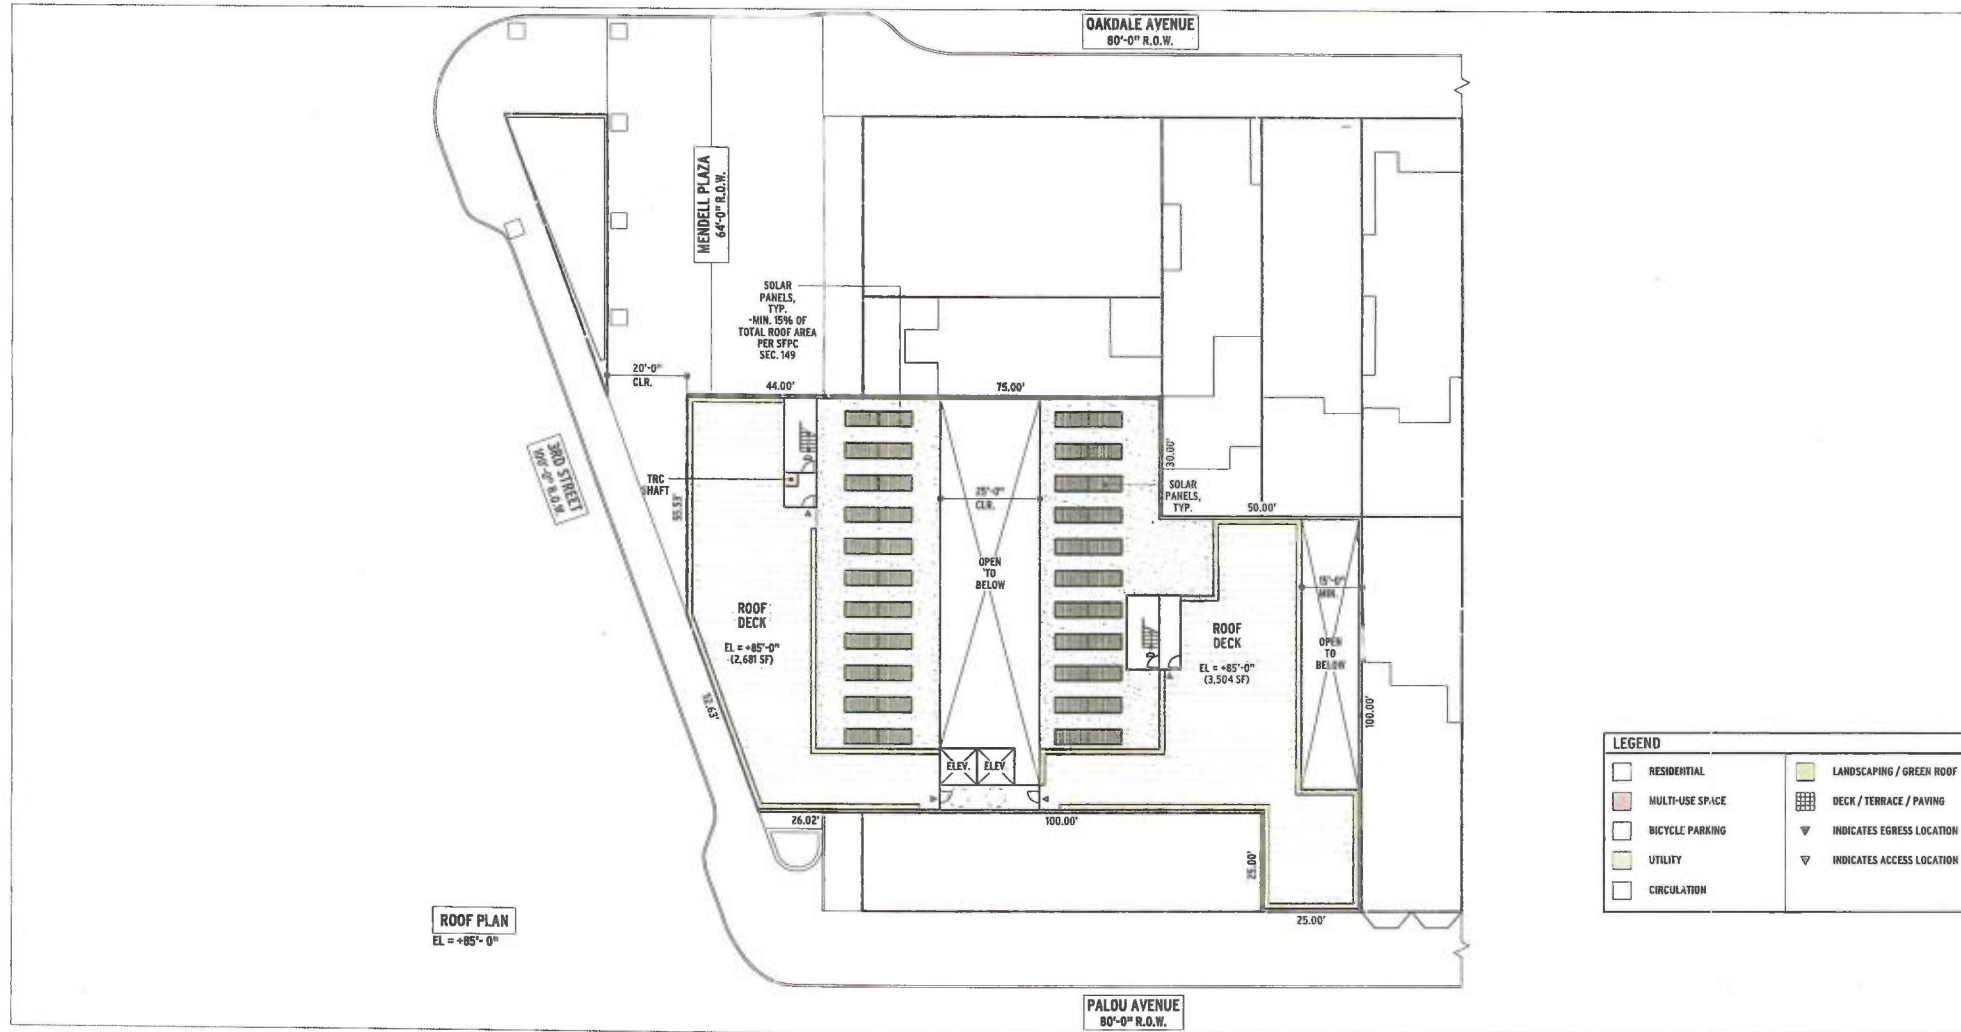 OAKDALE AVENUE
80'-0" R.O.W.
MENDELL PLAZA
64'-0" R.O.W.
SOLAR
PANELS,
TYP.
-MIN. 15% OF
TOTAL ROOF AREA
PER SFPC
SEC. 149
20'-0"
CLR.
44.00'
75.00'
3RD STREET
100'-0" R.O.W.
TRC
SHAFT
55.53'
25'-0"
CLR.
30.00'
SOLAR
PANELS,
TYP.
50.00'
OPEN
TO
BELOW
15'-0"
MIN.
ROOF
DECK
EL = +85'-0"
(2,681 SF)
ROOF
DECK
EL = +85'-0"
(3,504 SF)
OPEN
TO
BELOW
52.63'
100.00'
ELEV.
ELEV
26.02'
100.00'
25.00'
25.00'
ROOF PLAN
EL = +85'- 0"
PALOU AVENUE
80'-0" R.O.W.
LEGEND
RESIDENTIAL
MULTI-USE SPACE
BICYCLE PARKING
UTILITY
CIRCULATION
LANDSCAPING / GREEN ROOF
DECK / TERRACE / PAVING
INDICATES EGRESS LOCATION
INDICATES ACCESS LOCATION